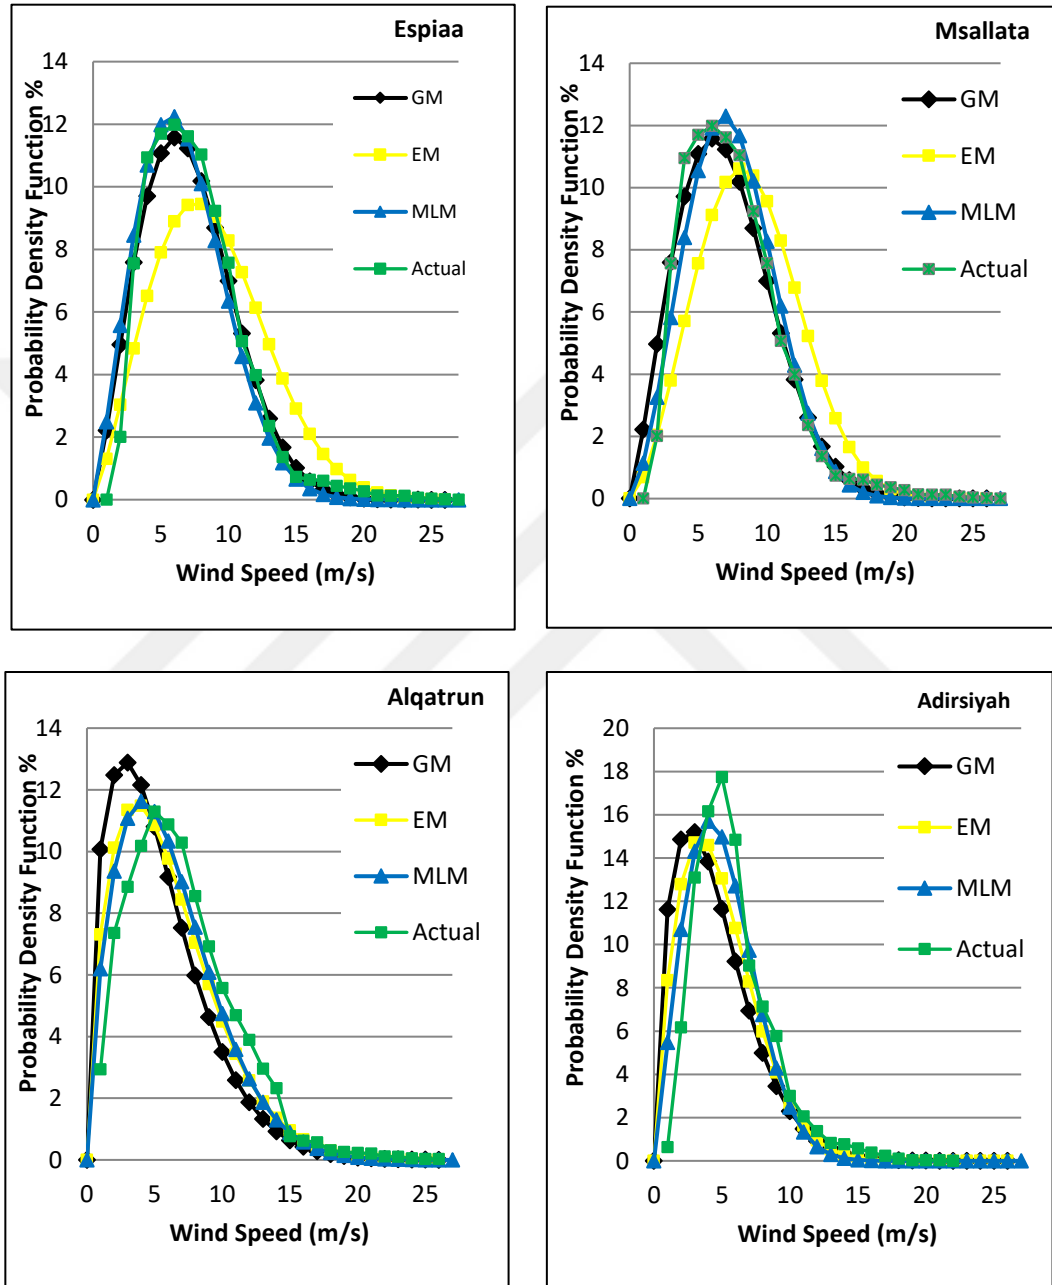 Espiaa
Probability Density Function %
14
12
10
8
6
4
2
0
GM
EM
MLM
Actual
0 5 10 15 20 25
Wind Speed (m/s)
Msallata
Probability Density Function %
14
12
10
8
6
4
2
0
GM
EM
MLM
Actual
0 5 10 15 20 25
Wind Speed (m/s)
Alqatrun
Probability Density Function %
14
12
10
8
6
4
2
0
GM
EM
MLM
Actual
0 5 10 15 20 25
Wind Speed (m/s)
Adirsiyah
Probability Density Function %
20
18
16
14
12
10
8
6
4
2
0
GM
EM
MLM
Actual
0 5 10 15 20 25
Wind Speed (m/s)